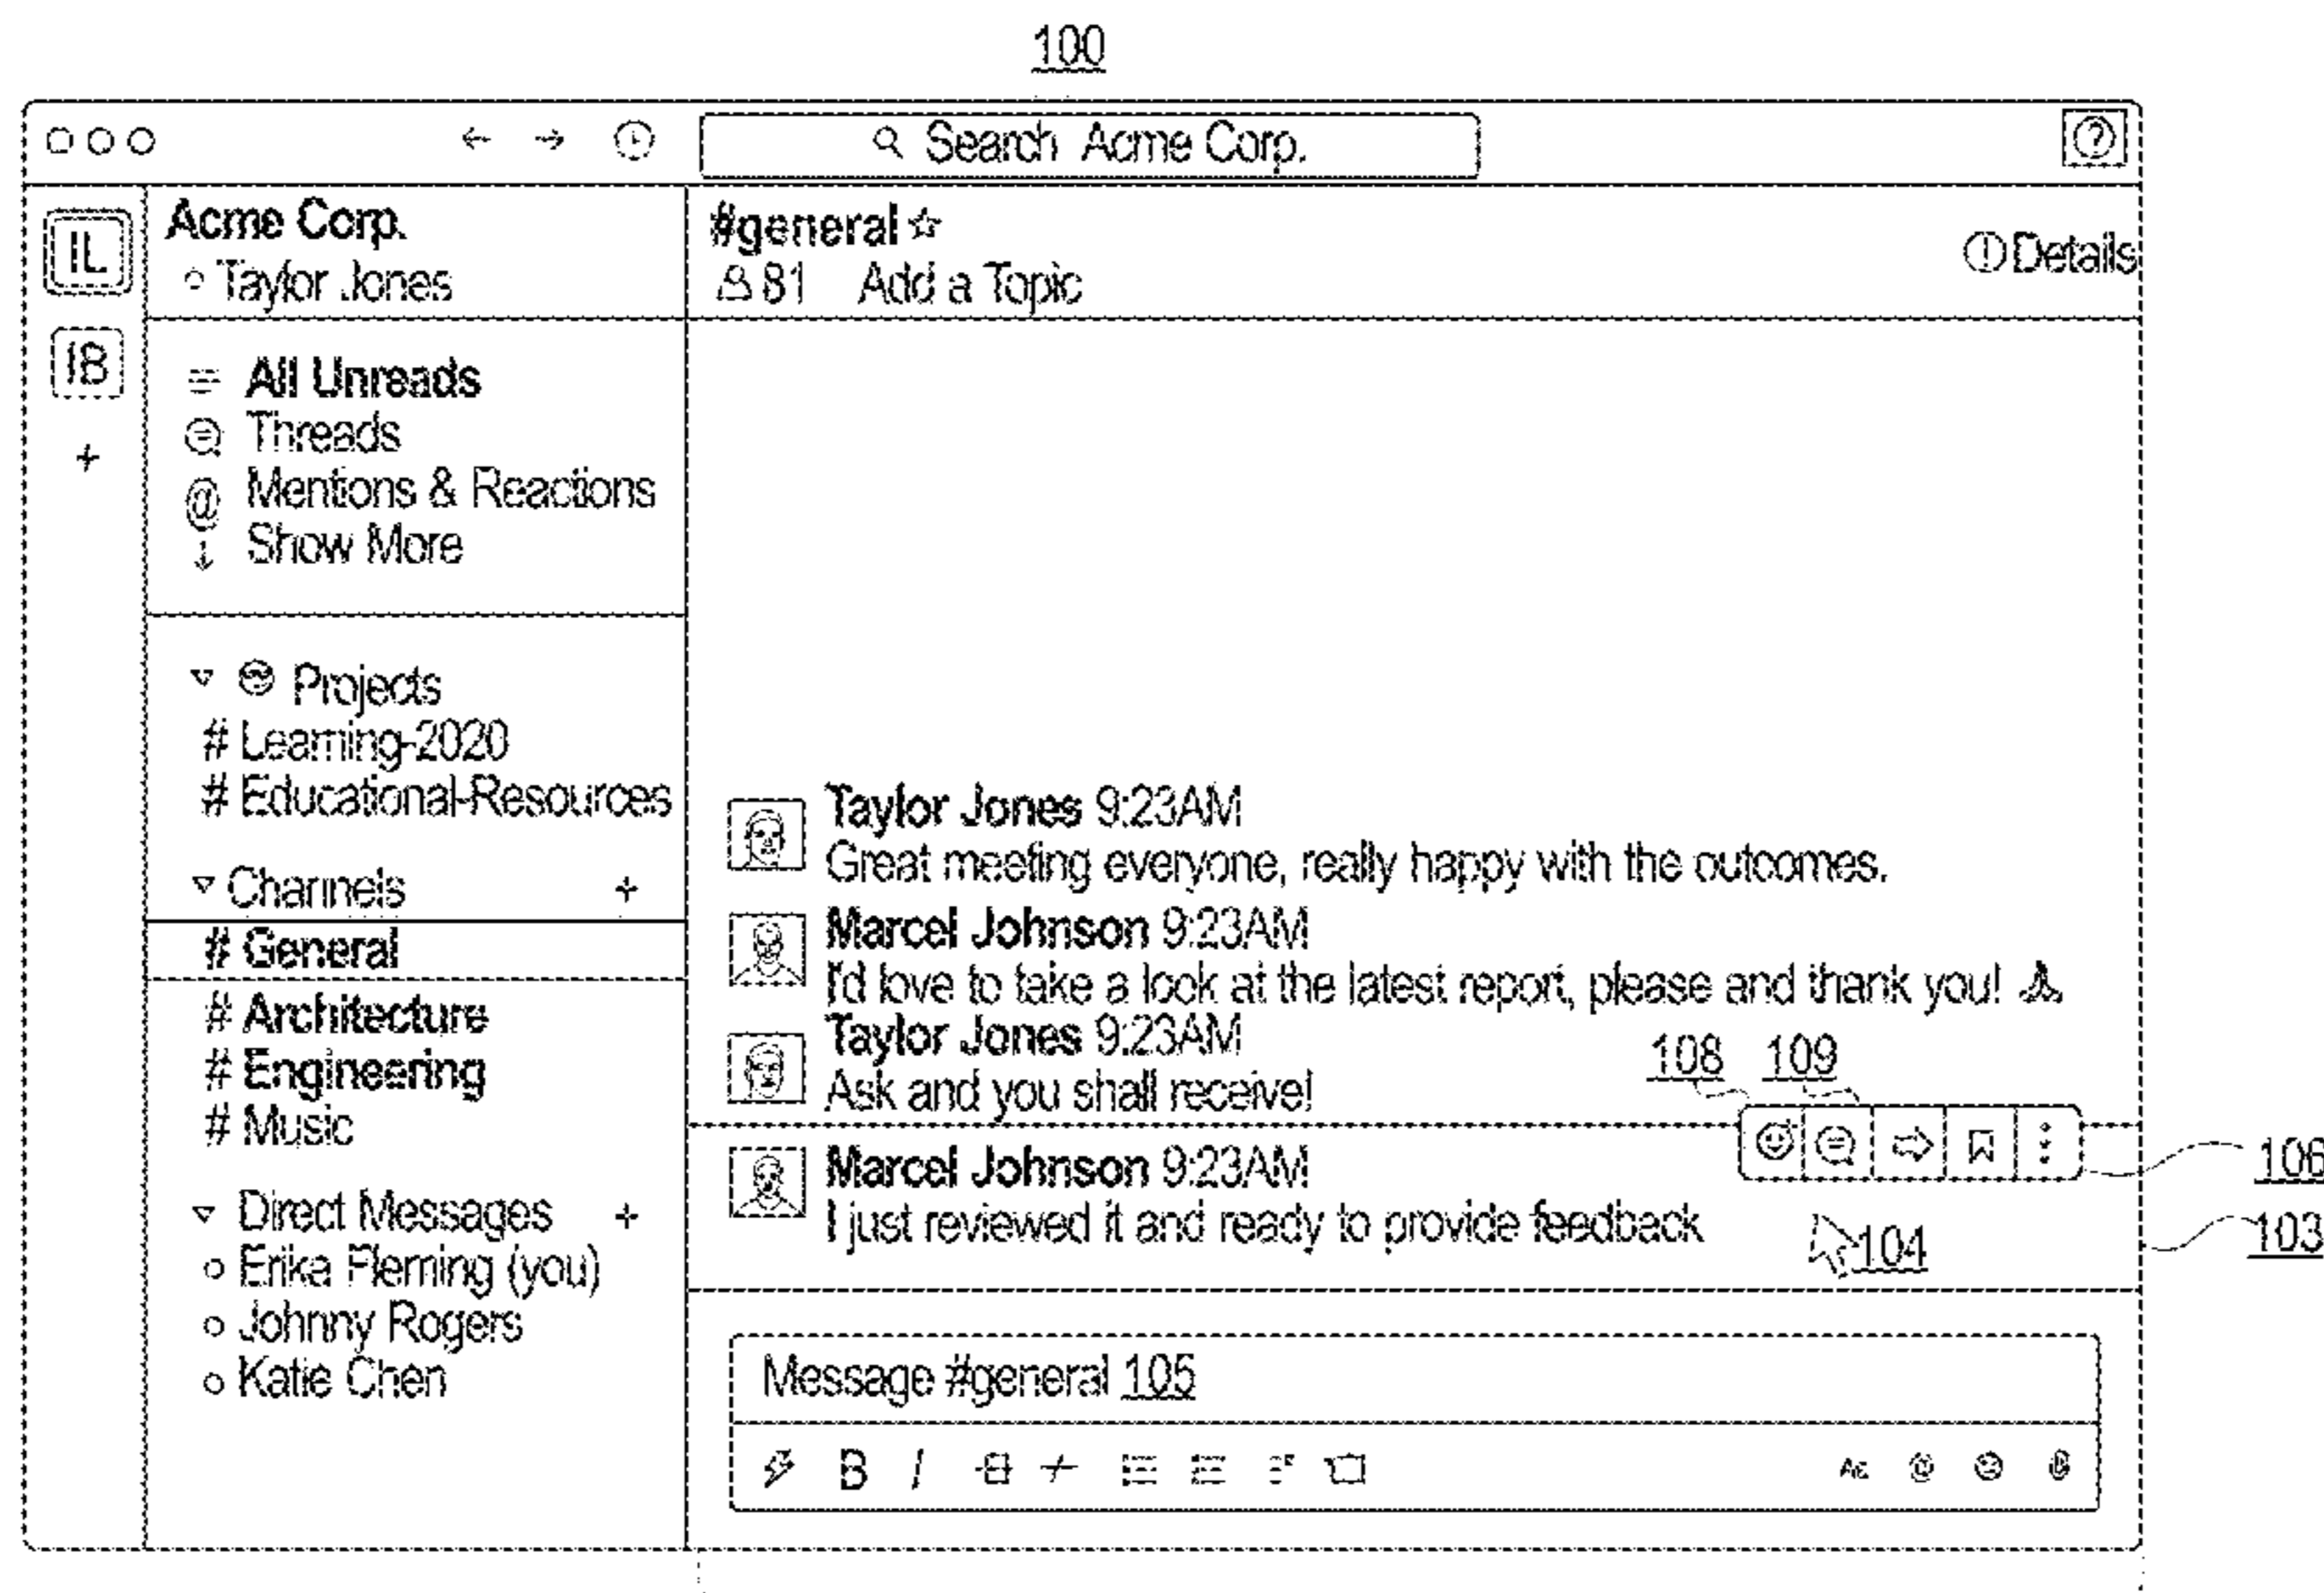 100
Search Acme Corp.
IL
IB
+
Acme Corp.
Taylor Jones
All Unreads
Threads
@ Mentions & Reactions
Show More
Projects
# Learning-2020
# Educational-Resources
Channels +
# General
# Architecture
# Engineering
# Music
Direct Messages +
Erika Fleming (you)
Johnny Rogers
Katie Chen
#general
81 Add a Topic
Details
Taylor Jones 9:23AM
Great meeting everyone, really happy with the outcomes.
Marcel Johnson 9:23AM
I'd love to take a look at the latest report, please and thank you!
Taylor Jones 9:23AM
Ask and you shall receive!
108 109
Marcel Johnson 9:23AM
I just reviewed it and ready to provide feedback
106
103
104
Message #general 105
B I